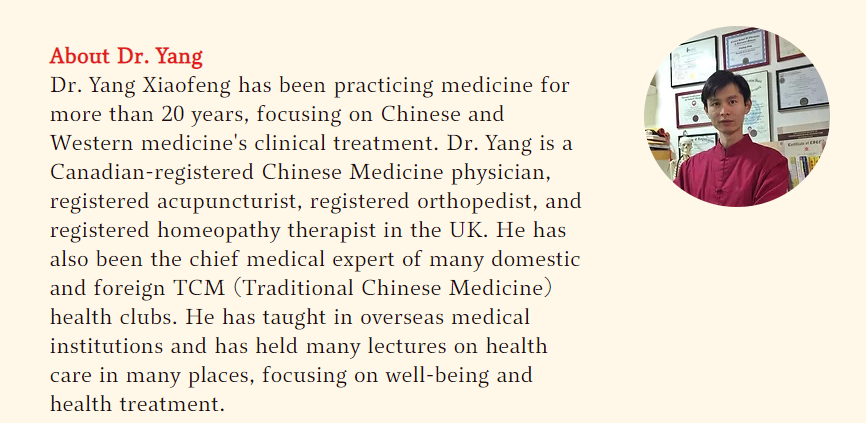 About Dr. Yang
Dr. Yang Xiaofeng has been practicing medicine for
more than 20 years, focusing on Chinese and
Western medicine's clinical treatment. Dr. Yang is a
Canadian-registered Chinese Medicine physician,
registered acupuncturist, registered orthopedist, and
registered homeopathy therapist in the UK. He has
also been the chief medical expert of many domestic
and foreign TCM (Traditional Chinese Medicine)
health clubs. He has taught in overseas medical
institutions and has held many lectures on health
care in many places, focusing on well-being and
health treatment.